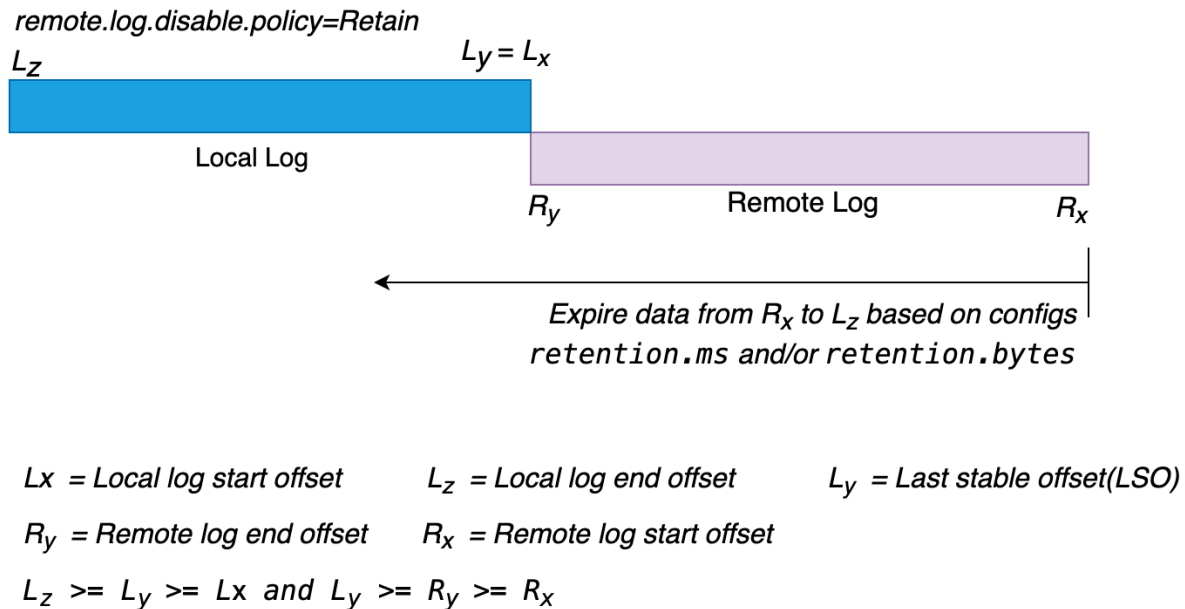 remote.log.disable.policy=Retain
Lz
Ly = Lx
Local Log
Ry
Remote Log
Rx
Expire data from Rx to Lz based on configs
retention.ms and/or retention.bytes
Lx = Local log start offset
Lz = Local log end offset
Ly = Last stable offset(LSO)
Ry = Remote log end offset
Rx = Remote log start offset
Lz >= Ly >= Lx and Ly >= Ry >= Rx